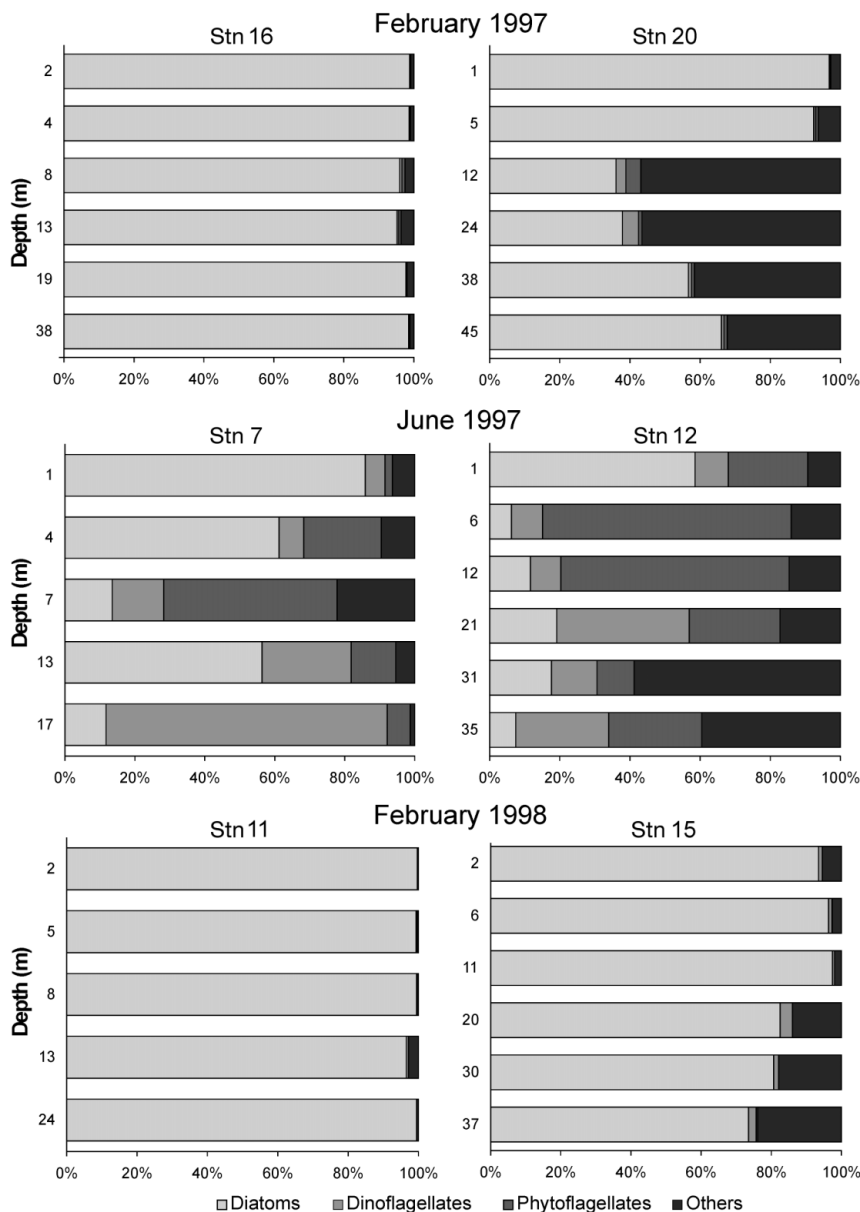 February 1997
Stn 16
Stn 20
Depth (m)
2
4
8
13
19
38
0% 20% 40% 60% 80% 100%
1
5
12
24
38
45
0% 20% 40% 60% 80% 100%
June 1997
Stn 7
Stn 12
1
4
7
13
17
0% 20% 40% 60% 80% 100%
1
6
12
21
31
35
0% 20% 40% 60% 80% 100%
February 1998
Stn 11
Stn 15
Depth (m)
2
5
8
13
24
0% 20% 40% 60% 80% 100%
2
6
11
20
30
37
0% 20% 40% 60% 80% 100%
Diatoms Dinoflagellates Phytoflagellates Others